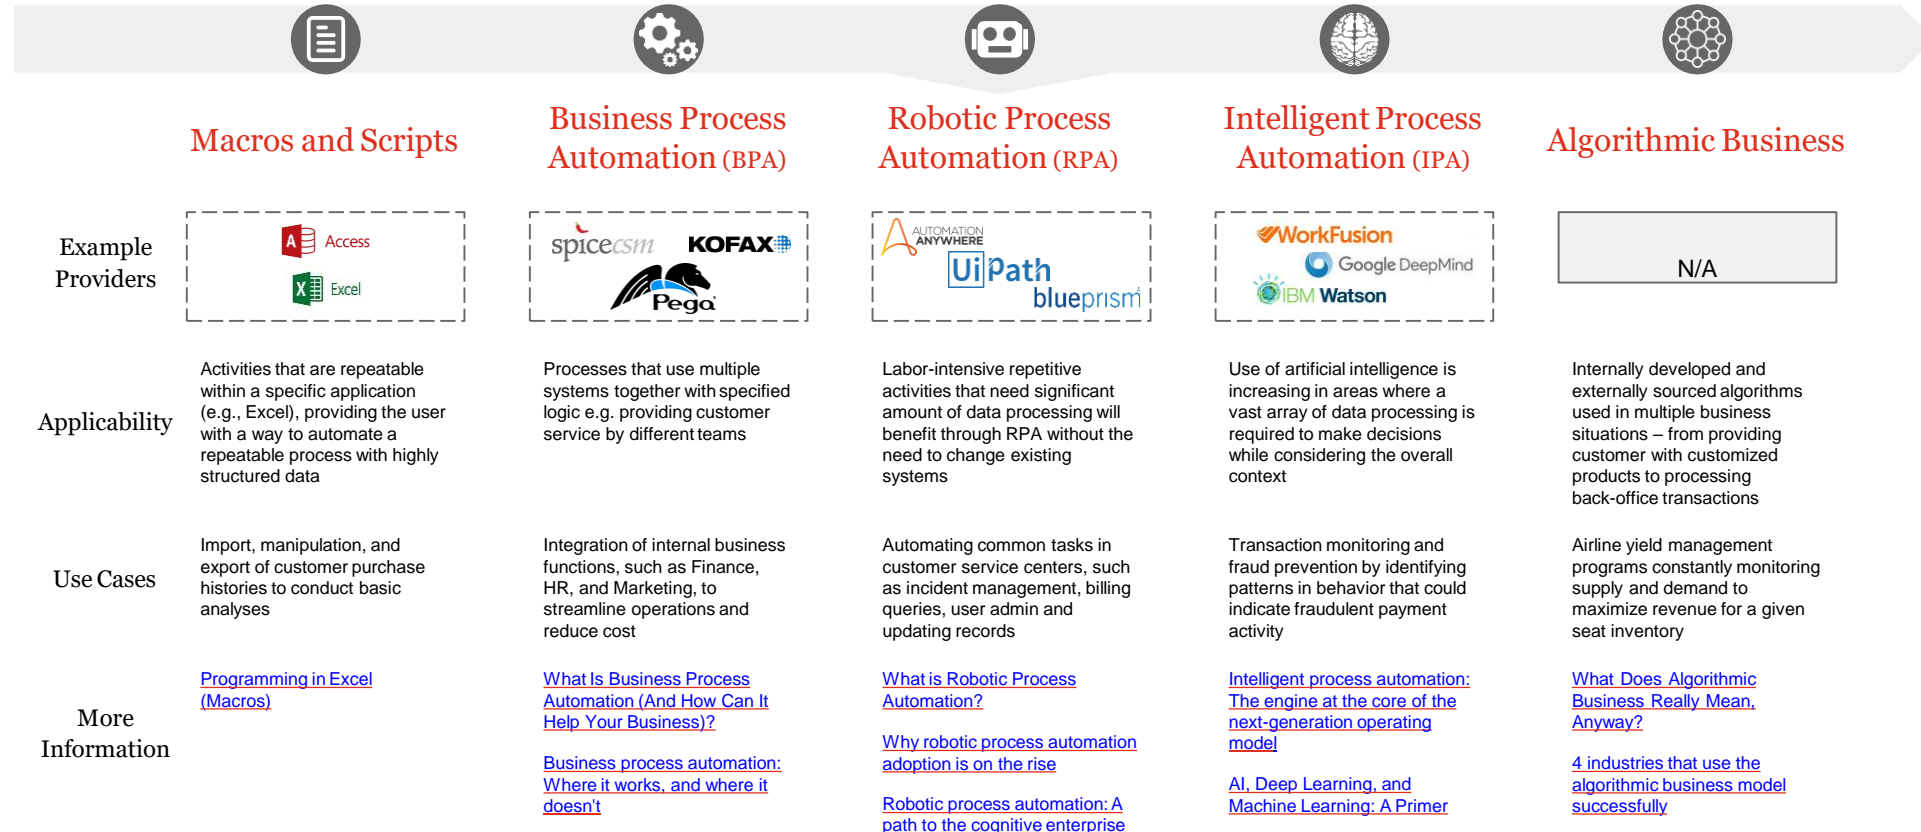 Macros and Scripts
Business Process
Automation (BPA)
Robotic Process
Automation (RPA)
Intelligent Process
Automation (IPA)
Algorithmic Business
Example
Providers
A Access
X Excel
spicecsm
KOFAX
Pega
AUTOMATION
ANYWHERE
UiPath
blueprism
WorkFusion
Google DeepMind
IBM Watson
N/A
Applicability
Activities that are repeatable
within a specific application
(e.g., Excel), providing the user
with a way to automate a
repeatable process with highly
structured data
Processes that use multiple
systems together with specified
logic e.g. providing customer
service by different teams
Labor-intensive repetitive
activities that need significant
amount of data processing will
benefit through RPA without the
need to change existing
systems
Use of artificial intelligence is
increasing in areas where a
vast array of data processing is
required to make decisions
while considering the overall
context
Internally developed and
externally sourced algorithms
used in multiple business
situations – from providing
customer with customized
products to processing
back-office transactions
Use Cases
Import, manipulation, and
export of customer purchase
histories to conduct basic
analyses
Integration of internal business
functions, such as Finance,
HR, and Marketing, to
streamline operations and
reduce cost
Automating common tasks in
customer service centers, such
as incident management, billing
queries, user admin and
updating records
Transaction monitoring and
fraud prevention by identifying
patterns in behavior that could
indicate fraudulent payment
activity
Airline yield management
programs constantly monitoring
supply and demand to
maximize revenue for a given
seat inventory
More
Information
Programming in Excel
(Macros)
What Is Business Process
Automation (And How Can It
Help Your Business)?
Business process automation:
Where it works, and where it
doesn't
What is Robotic Process
Automation?
Why robotic process automation
adoption is on the rise
Robotic process automation: A
path to the cognitive enterprise
Intelligent process automation:
The engine at the core of the
next-generation operating
model
AI, Deep Learning, and
Machine Learning: A Primer
What Does Algorithmic
Business Really Mean,
Anyway?
4 industries that use the
algorithmic business model
successfully